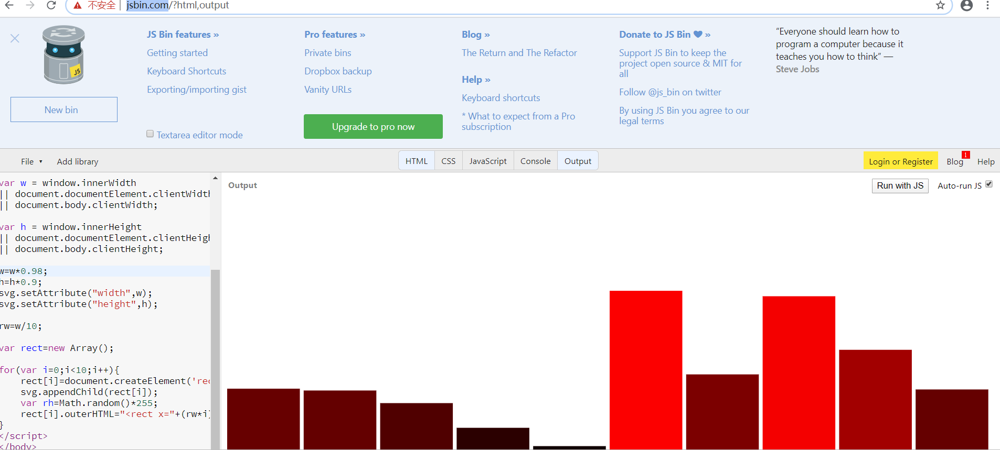 不安全 jsbin.com/?html,output
JS Bin features »
Getting started
Keyboard Shortcuts
Exporting/importing gist
Pro features »
Private bins
Dropbox backup
Vanity URLs
Upgrade to pro now
Blog »
The Return and The Refactor
Help »
Keyboard shortcuts
* What to expect from a Pro
subscription
Donate to JS Bin ♥ »
Support JS Bin to keep the
project open source & MIT for
all
Follow @js_bin on twitter
By using JS Bin you agree to our
legal terms
“Everyone should learn how to
program a computer because it
teaches you how to think” —
Steve Jobs
JS
New bin
Textarea editor mode
File ▾ Add library
HTML CSS JavaScript Console Output
Login or Register Blog 1 Help
var w = window.innerWidth
|| document.documentElement.clientWidth
|| document.body.clientWidth;
var h = window.innerHeight
|| document.documentElement.clientHeigh
|| document.body.clientHeight;
w=w*0.98;
h=h*0.9;
svg.setAttribute("width",w);
svg.setAttribute("height",h);
rw=w/10;
var rect=new Array();
for(var i=0;i<10;i++){
rect[i]=document.createElement('rec
svg.appendChild(rect[i]);
var rh=Math.random()*255;
rect[i].outerHTML="<rect x="+(rw*i)
}
</script>
</body>
Output
Run with JS Auto-run JS